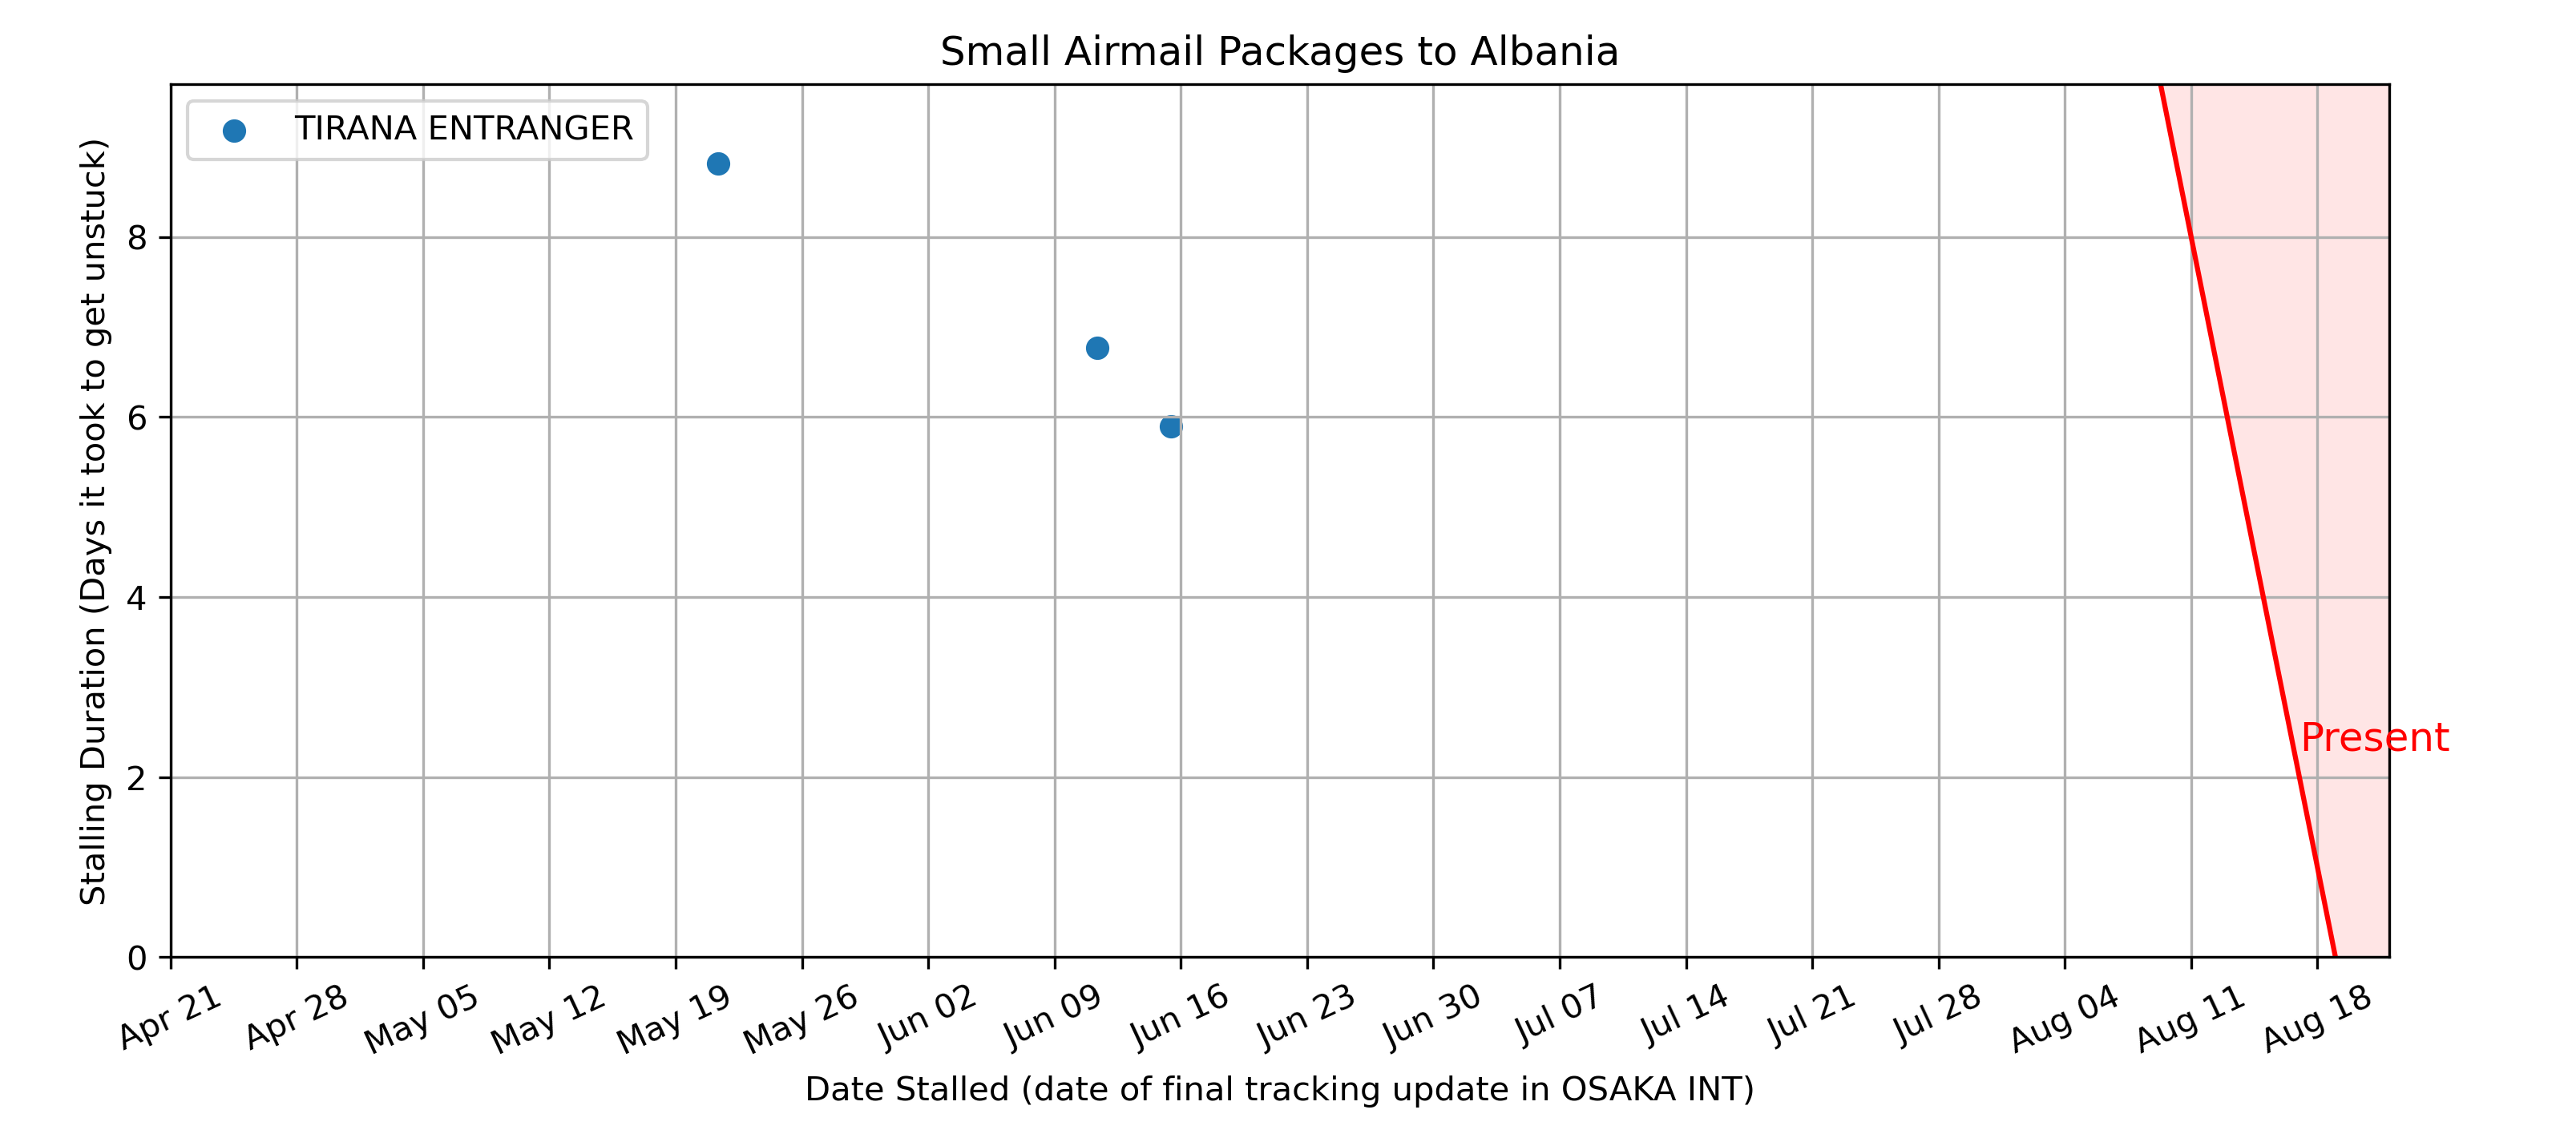 Small Airmail Packages to Albania
TIRANA ENTRANGER
Stalling Duration (Days it took to get unstuck)
8
6
4
2
0
Present
Apr 21
Apr 28
May 05
May 12
May 19
May 26
Jun 02
Jun 09
Jun 16
Jun 23
Jun 30
Jul 07
Jul 14
Jul 21
Jul 28
Aug 04
Aug 11
Aug 18
Date Stalled (date of final tracking update in OSAKA INT)